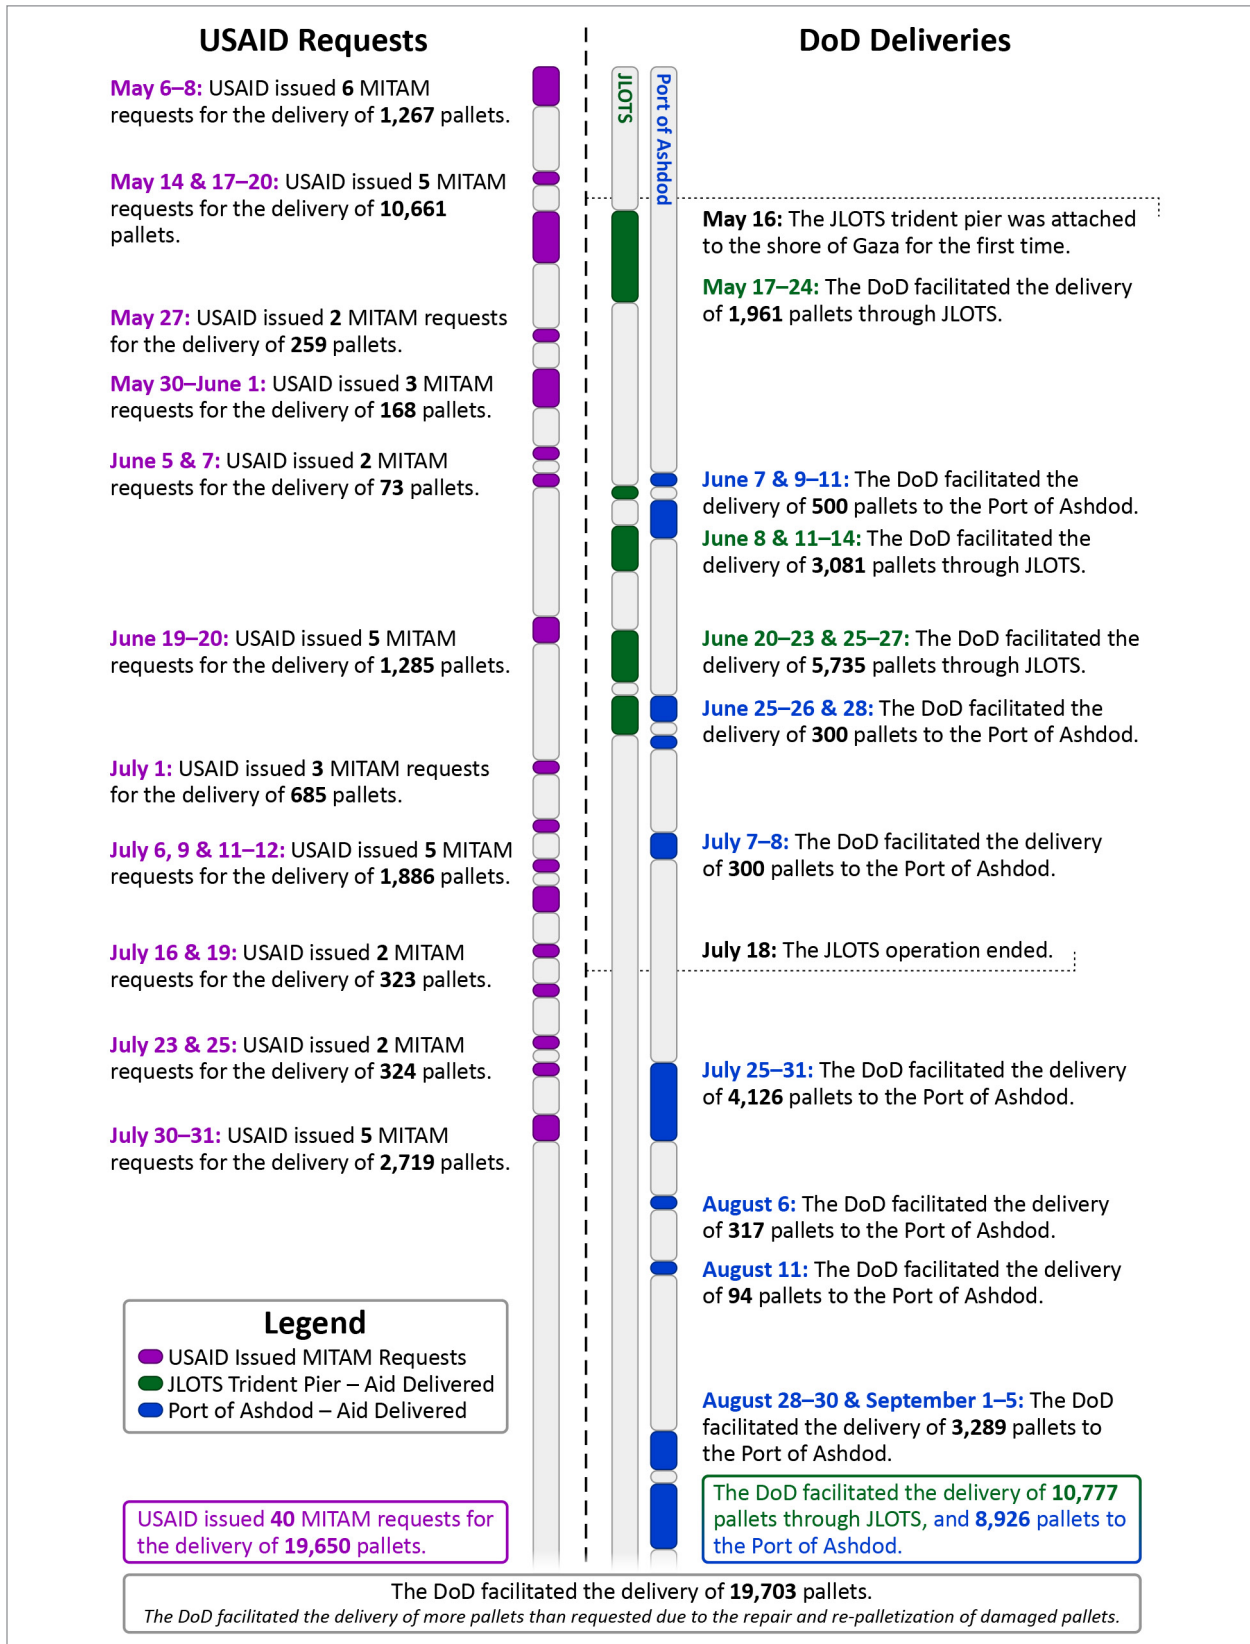 USAID Requests
May 6–8: USAID issued 6 MITAM
requests for the delivery of 1,267 pallets.
May 14 & 17–20: USAID issued 5 MITAM
requests for the delivery of 10,661
pallets.
May 27: USAID issued 2 MITAM requests
for the delivery of 259 pallets.
May 30–June 1: USAID issued 3 MITAM
requests for the delivery of 168 pallets.
June 5 & 7: USAID issued 2 MITAM
requests for the delivery of 73 pallets.
June 19–20: USAID issued 5 MITAM
requests for the delivery of 1,285 pallets.
July 1: USAID issued 3 MITAM requests
for the delivery of 685 pallets.
July 6, 9 & 11–12: USAID issued 5 MITAM
requests for the delivery of 1,886 pallets.
July 16 & 19: USAID issued 2 MITAM
requests for the delivery of 323 pallets.
July 23 & 25: USAID issued 2 MITAM
requests for the delivery of 324 pallets.
July 30–31: USAID issued 5 MITAM
requests for the delivery of 2,719 pallets.
Legend
USAID Issued MITAM Requests
JLOTS Trident Pier – Aid Delivered
Port of Ashdod – Aid Delivered
USAID issued 40 MITAM requests for
the delivery of 19,650 pallets.
DoD Deliveries
JLOTS
Port of Ashdod
May 16: The JLOTS trident pier was attached
to the shore of Gaza for the first time.
May 17–24: The DoD facilitated the delivery
of 1,961 pallets through JLOTS.
June 7 & 9–11: The DoD facilitated the
delivery of 500 pallets to the Port of Ashdod.
June 8 & 11–14: The DoD facilitated the
delivery of 3,081 pallets through JLOTS.
June 20–23 & 25–27: The DoD facilitated the
delivery of 5,735 pallets through JLOTS.
June 25–26 & 28: The DoD facilitated the
delivery of 300 pallets to the Port of Ashdod.
July 7–8: The DoD facilitated the delivery
of 300 pallets to the Port of Ashdod.
July 18: The JLOTS operation ended.
July 25–31: The DoD facilitated the delivery
of 4,126 pallets to the Port of Ashdod.
August 6: The DoD facilitated the delivery
of 317 pallets to the Port of Ashdod.
August 11: The DoD facilitated the delivery
of 94 pallets to the Port of Ashdod.
August 28–30 & September 1–5: The DoD
facilitated the delivery of 3,289 pallets to
the Port of Ashdod.
The DoD facilitated the delivery of 10,777
pallets through JLOTS, and 8,926 pallets to
the Port of Ashdod.
The DoD facilitated the delivery of 19,703 pallets.
The DoD facilitated the delivery of more pallets than requested due to the repair and re-palletization of damaged pallets.